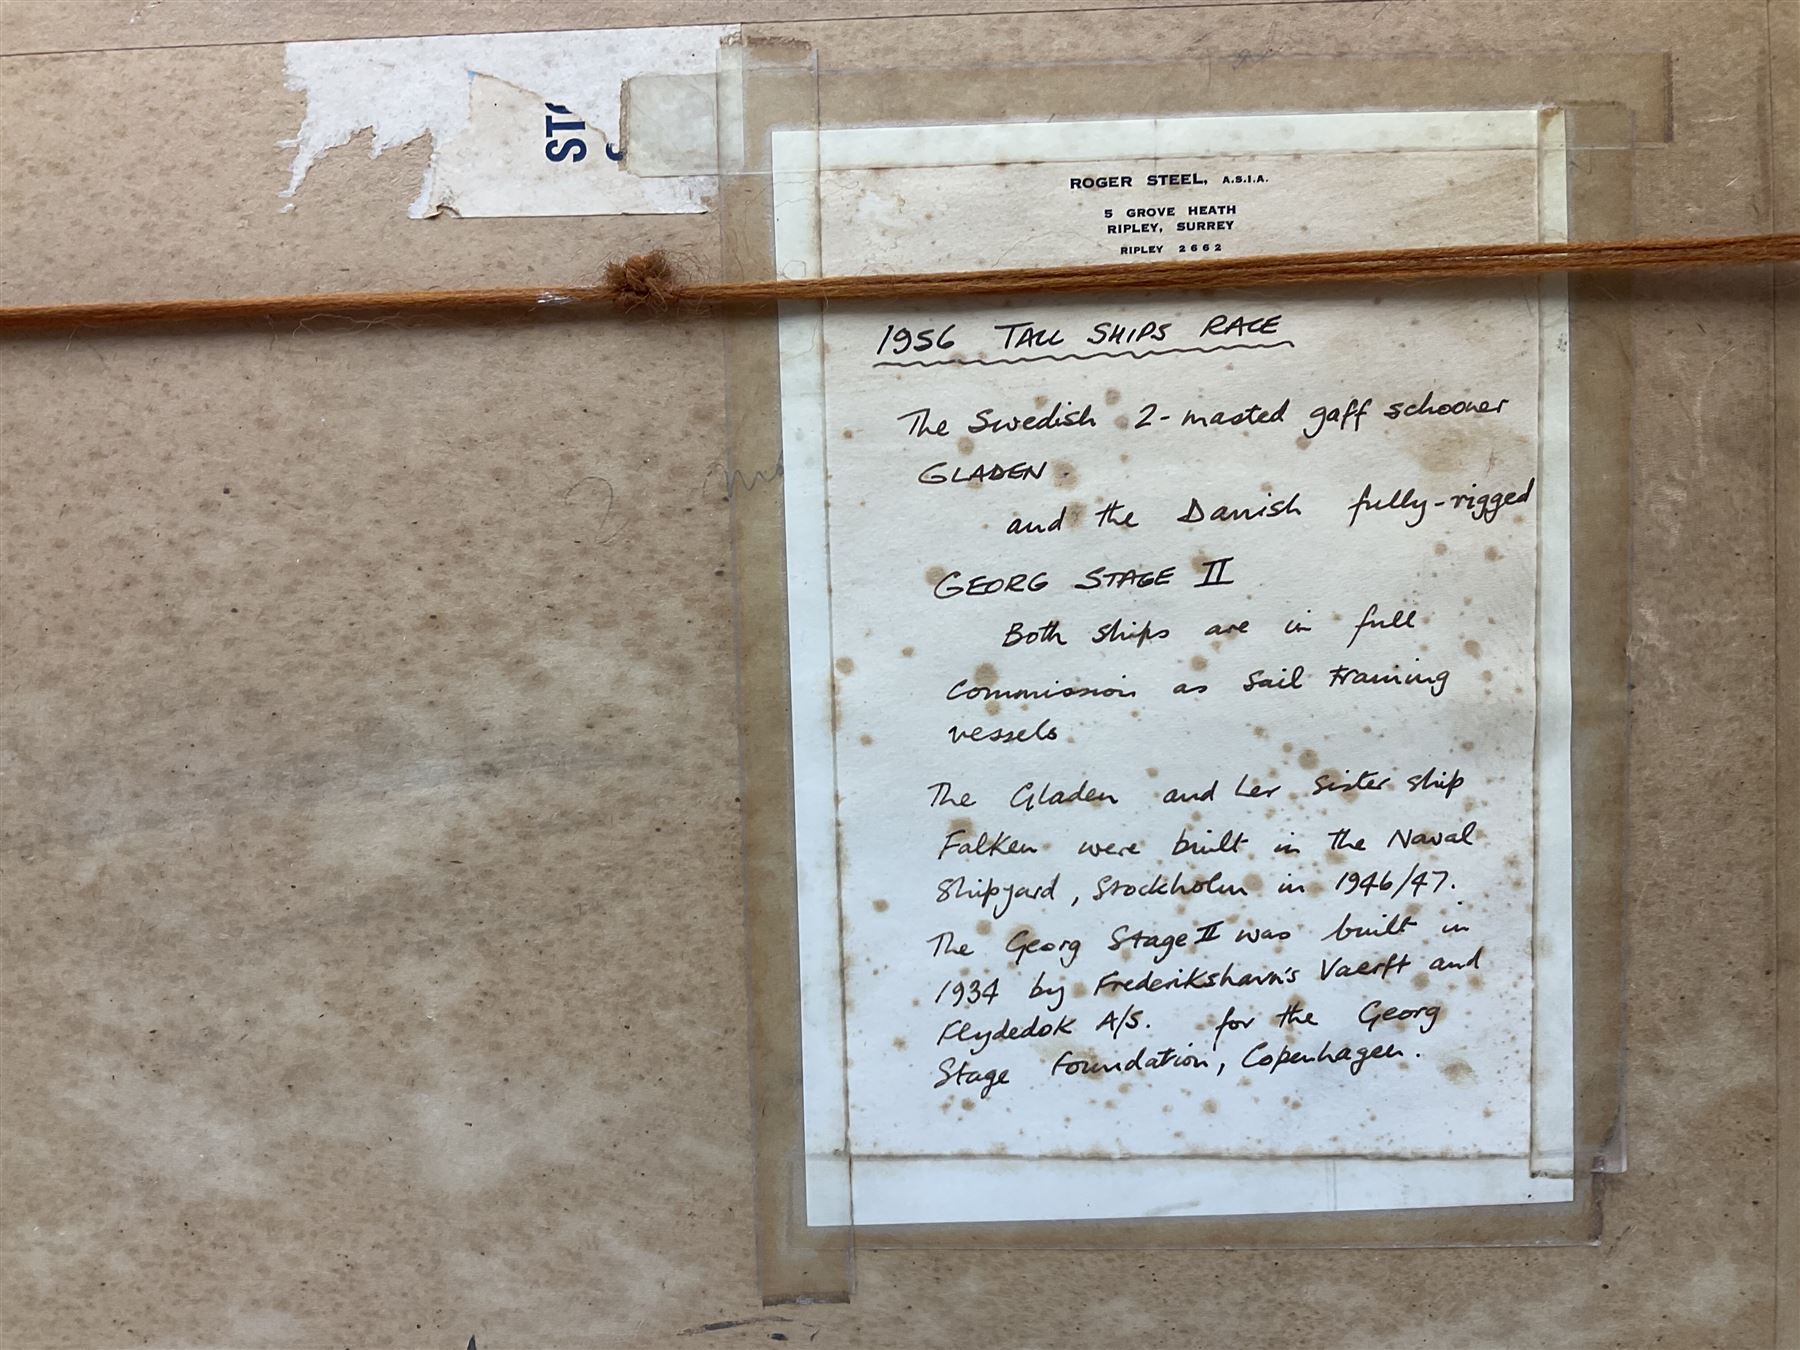 ST
ROGER STEEL, A.S.I.A.
5 GROVE HEATH
RIPLEY, SURREY
RIPLEY 2662
1956 TALL SHIPS RACE
The Swedish 2-masted gaff schooner
GLADEN
and the Danish fully-rigged
GEORG STAGE II
Both ships are in full
Commission as sail training
vessels.
The Gladen and her sister ship
Falken were built in the Naval
Shipyard, Stockholm in 1946/47.
The Georg Stage II was built in
1934 by Frederikshavn's Vaerft and
Flydedok A/S. for the Georg
Stage Foundation, Copenhagen.